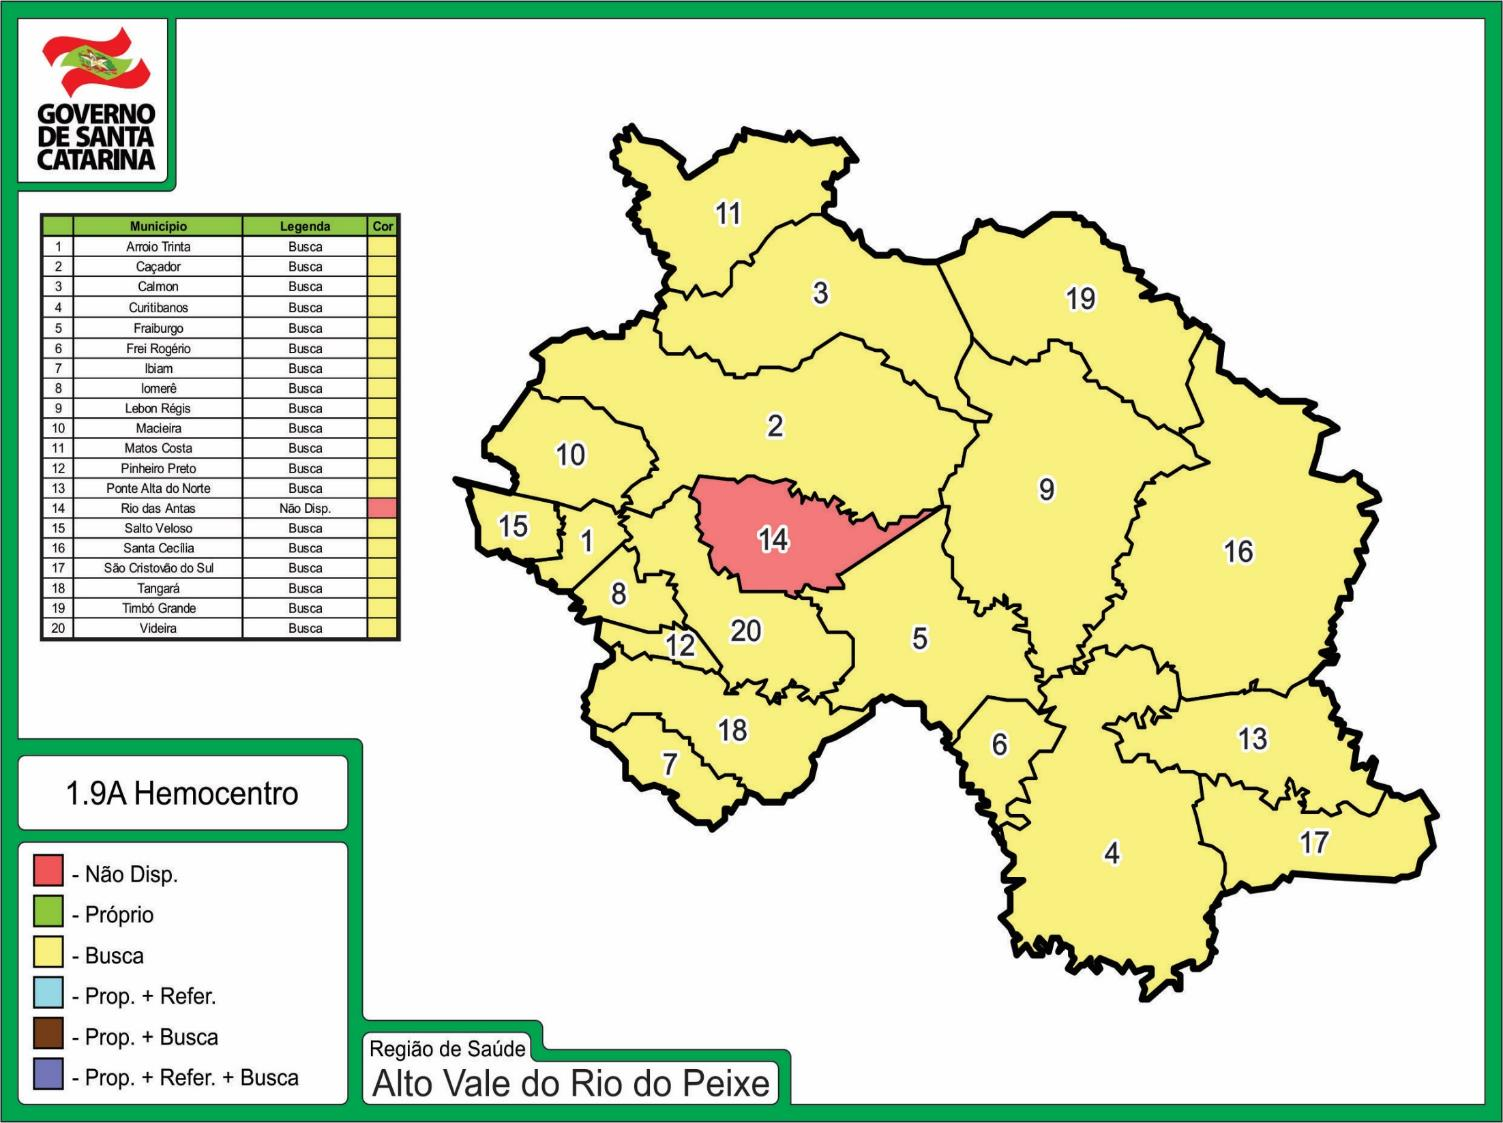 GOVERNO
DE SANTA
CATARINA
Município Legenda Cor
1 Arroio Trinta Busca
2 Caçador Busca
3 Calmon Busca
4 Curitibanos Busca
5 Fraiburgo Busca
6 Frei Rogério Busca
7 Ibiam Busca
8 Iomerê Busca
9 Lebon Régis Busca
10 Macieira Busca
11 Matos Costa Busca
12 Pinheiro Preto Busca
13 Ponte Alta do Norte Busca
14 Rio das Antas Não Disp.
15 Salto Veloso Busca
16 Santa Cecília Busca
17 São Cristovão do Sul Busca
18 Tangará Busca
19 Timbó Grande Busca
20 Videira Busca
11
3
19
2
10
9
15
1
14
16
8
20
12
5
18
6
13
7
4
17
1.9A Hemocentro
- Não Disp.
- Próprio
- Busca
- Prop. + Refer.
- Prop. + Busca
- Prop. + Refer. + Busca
Região de Saúde
Alto Vale do Rio do Peixe